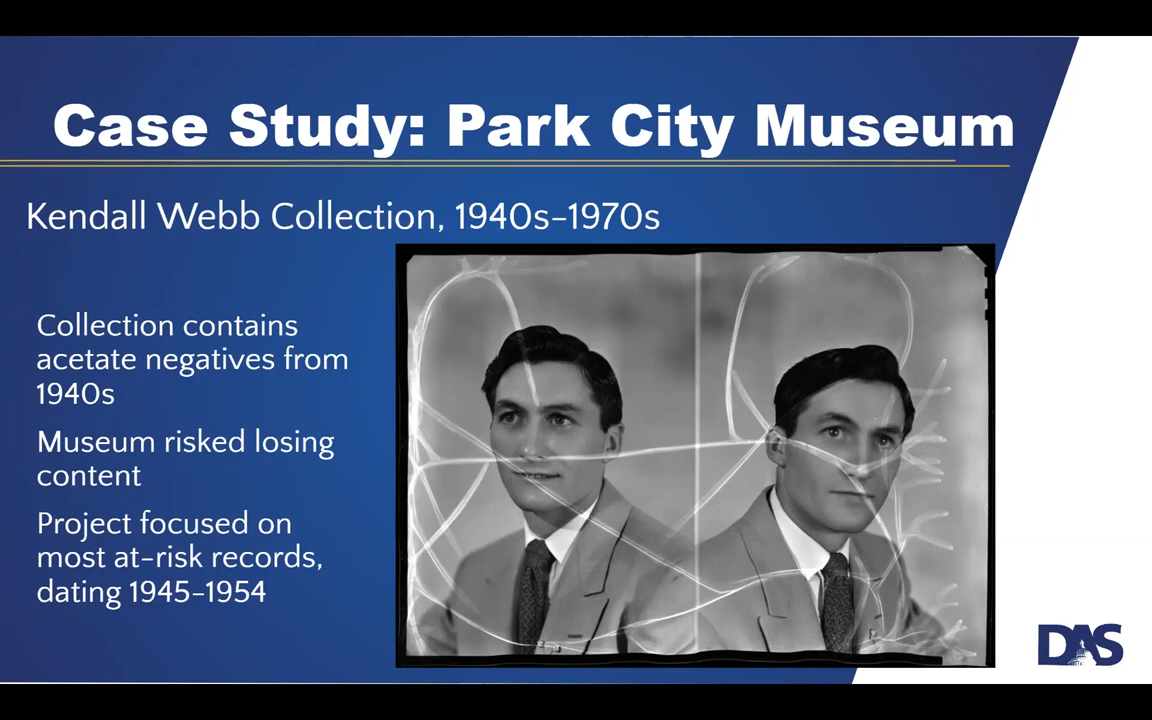 Case Study: Park City Museum
Kendall Webb Collection, 1940s–1970s
Collection contains
acetate negatives from
1940s
Museum risked losing
content
Project focused on
most at-risk records,
dating 1945–1954
DAS